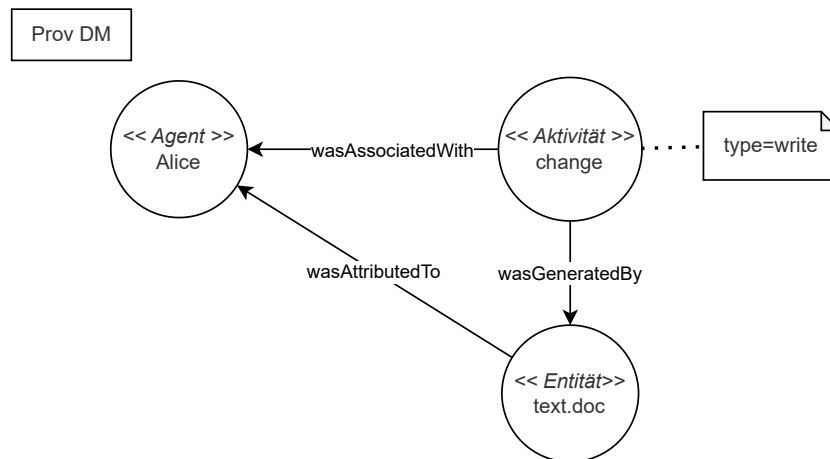 Prov DM
<< Agent >>
Alice
wasAssociatedWith
<< Aktivität >>
change
type=write
wasAttributedTo
wasGeneratedBy
<< Entität>>
text.doc